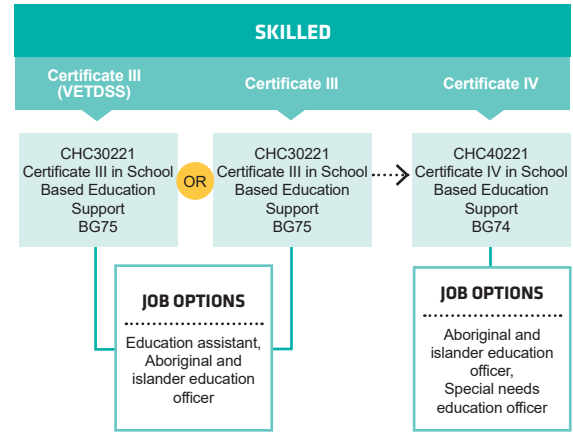 SKILLED
Certificate III
(VETDSS)
Certificate III
Certificate IV
CHC30221
Certificate III in School
Based Education
Support
BG75
OR
CHC30221
Certificate III in School
Based Education
Support
BG75
CHC40221
Certificate IV in School
Based Education
Support
BG74
JOB OPTIONS
Education assistant,
Aboriginal and
islander education
officer
JOB OPTIONS
Aboriginal and
islander education
officer,
Special needs
education officer